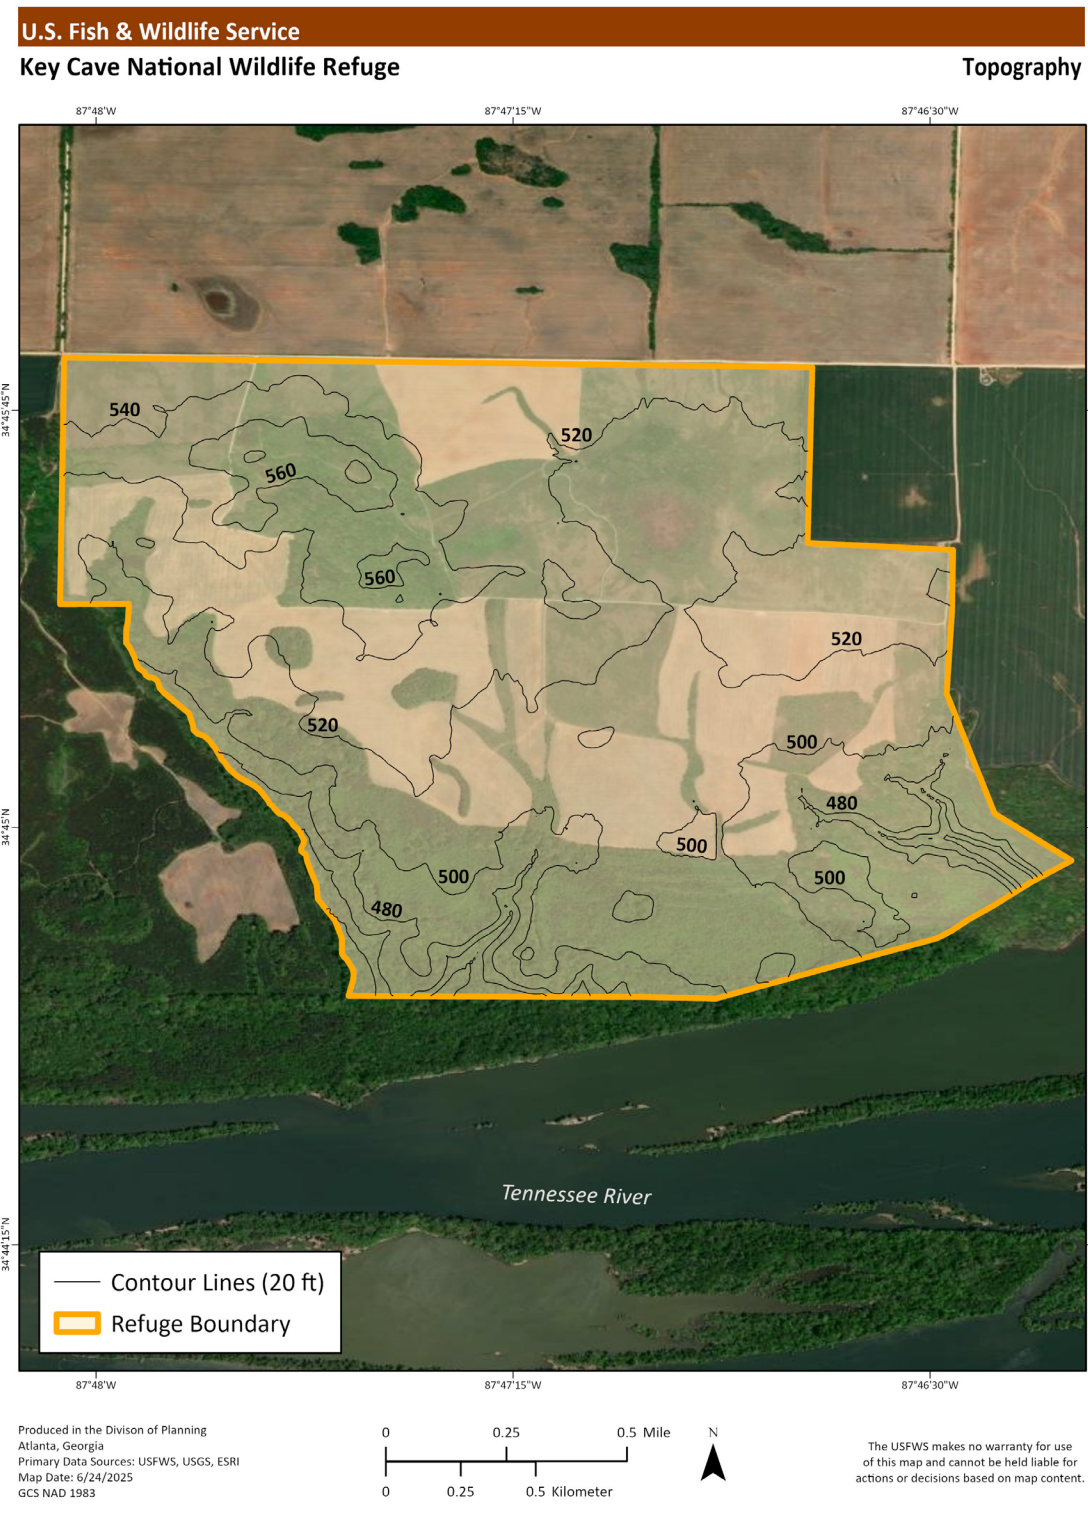 U.S. Fish & Wildlife Service
Key Cave National Wildlife Refuge
Topography
87°48'W
87°47'15"W
87°46'30"W
34°45'45"N
540
520
560
560
520
520
500
34°45'N
480
500
500
500
480
Tennessee River
34°44'15"N
Contour Lines (20 ft)
Refuge Boundary
87°48'W
87°47'15"W
87°46'30"W
Produced in the Divison of Planning
Atlanta, Georgia
Primary Data Sources: USFWS, USGS, ESRI
Map Date: 6/24/2025
GCS NAD 1983
0 0.25 0.5 Mile
0 0.25 0.5 Kilometer
N
The USFWS makes no warranty for use
of this map and cannot be held liable for
actions or decisions based on map content.